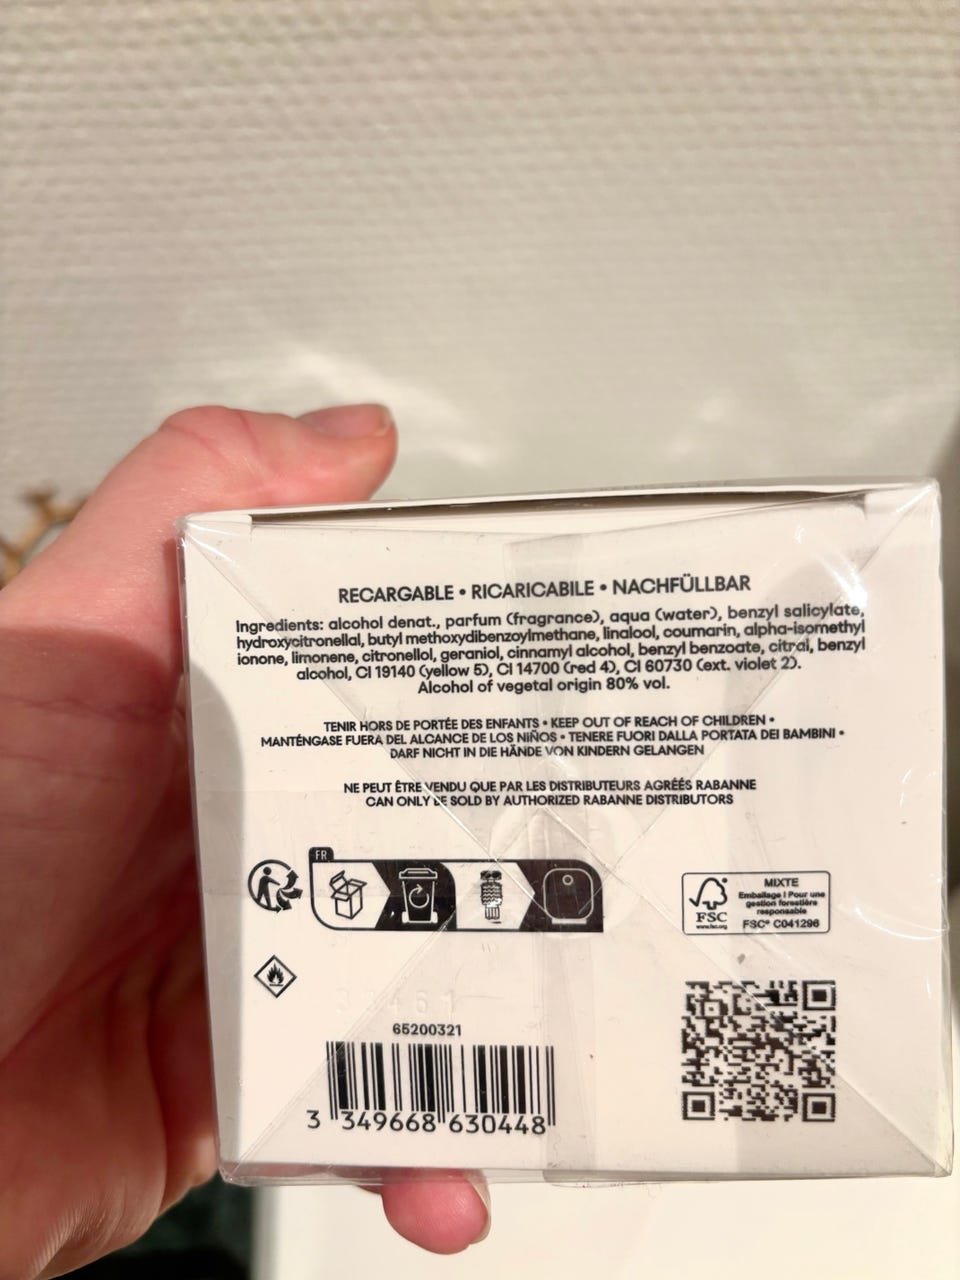 RECARGABLE • RICARICABILE • NACHFÜLLBAR
Ingredients: alcohol denat., parfum (fragrance), aqua (water), benzyl salicylate,
hydroxycitronellal, butyl methoxydibenzoylmethane, linalool, coumarin, alpha-isomethyl
ionone, limonene, citronellol, geraniol, cinnamyl alcohol, benzyl benzoate, citral, benzyl
alcohol, CI 19140 (yellow 5), CI 14700 (red 4), CI 60730 (ext. violet 2).
Alcohol of vegetal origin 80% vol.
TENIR HORS DE PORTÉE DES ENFANTS • KEEP OUT OF REACH OF CHILDREN •
MANTÉNGASE FUERA DEL ALCANCE DE LOS NIÑOS • TENERE FUORI DALLA PORTATA DEI BAMBINI •
DARF NICHT IN DIE HÄNDE VON KINDERN GELANGEN
NE PEUT ÊTRE VENDU QUE PAR LES DISTRIBUTEURS AGRÉÉS RABANNE
CAN ONLY BE SOLD BY AUTHORIZED RABANNE DISTRIBUTORS
FR
FSC
www.fsc.org
MIXTE
Emballage | Pour une
gestion forestière
responsable
FSC® C041296
65200321
3 349668 630448